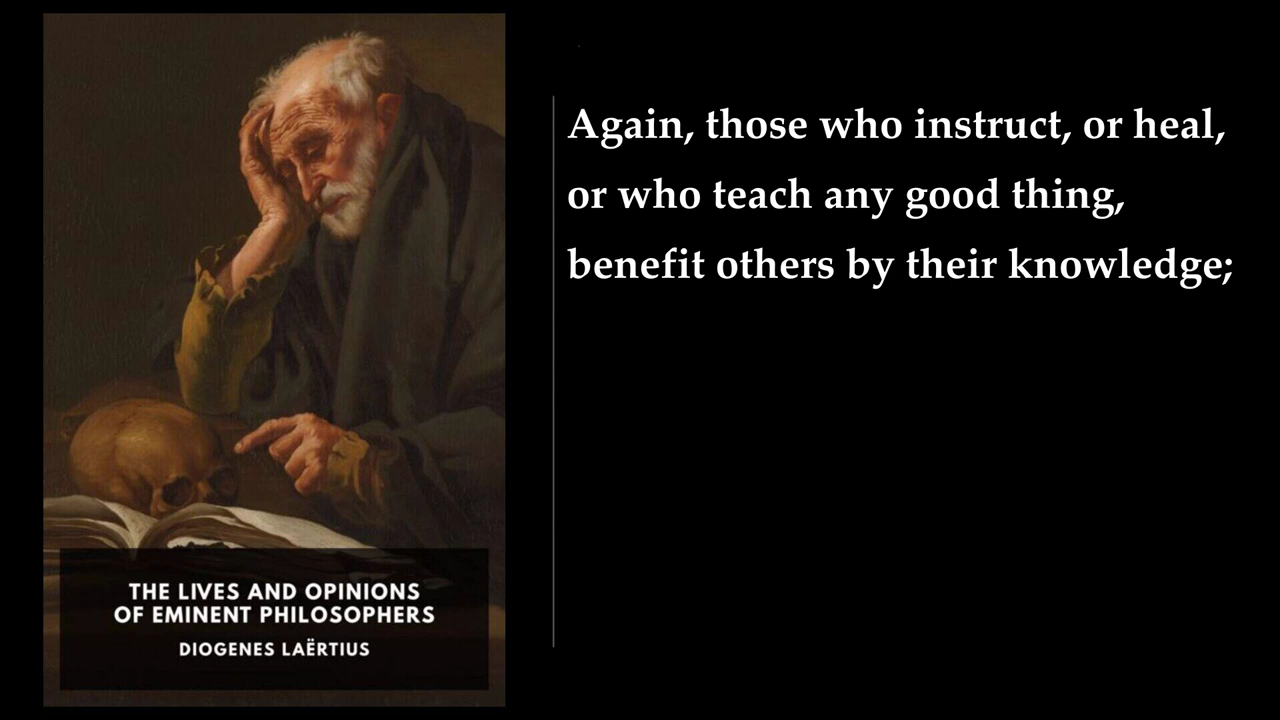 Again, those who instruct, or heal,
or who teach any good thing,
benefit others by their knowledge;
THE LIVES AND OPINIONS
OF EMINENT PHILOSOPHERS
DIOGENES LAËRTIUS